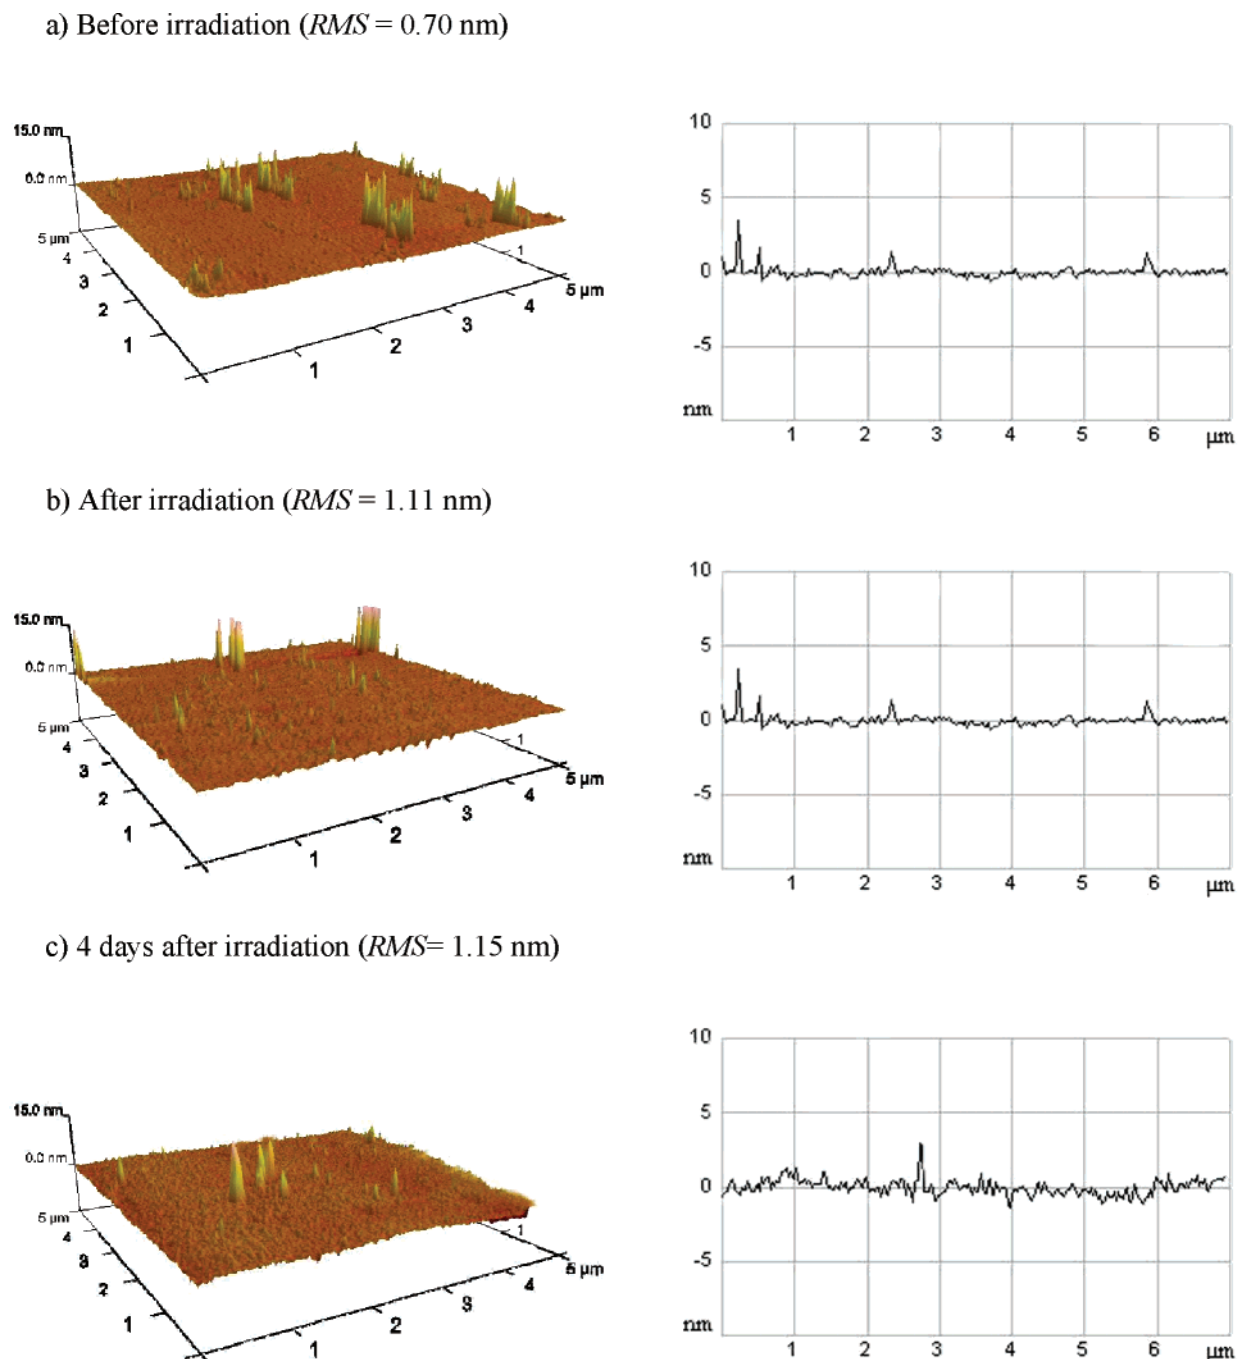 a) Before irradiation (RMS = 0.70 nm)
15.0 nm
0.0 nm
5 µm
4
3
2
1
1
2
3
4
5 µm
1
10
5
0
-5
nm
1 2 3 4 5 6 µm
b) After irradiation (RMS = 1.11 nm)
15.0 nm
0.0 nm
5 µm
4
3
2
1
1
2
3
4
5 µm
1
10
5
0
-5
nm
1 2 3 4 5 6 µm
c) 4 days after irradiation (RMS= 1.15 nm)
15.0 nm
0.0 nm
5 µm
4
3
2
1
1
2
3
4
5 µm
1
10
5
0
-5
nm
1 2 3 4 5 6 µm